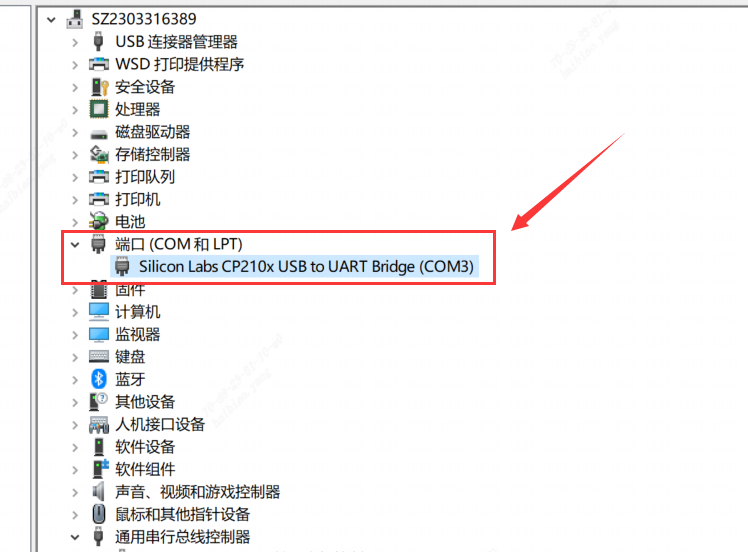 SZ2303316389
USB 连接器管理器
WSD 打印提供程序
安全设备
处理器
磁盘驱动器
存储控制器
打印队列
打印机
电池
端口 (COM 和 LPT)
Silicon Labs CP210x USB to UART Bridge (COM3)
固件
计算机
监视器
键盘
蓝牙
其他设备
人机接口设备
软件设备
软件组件
声音、视频和游戏控制器
鼠标和其他指针设备
通用串行总线控制器